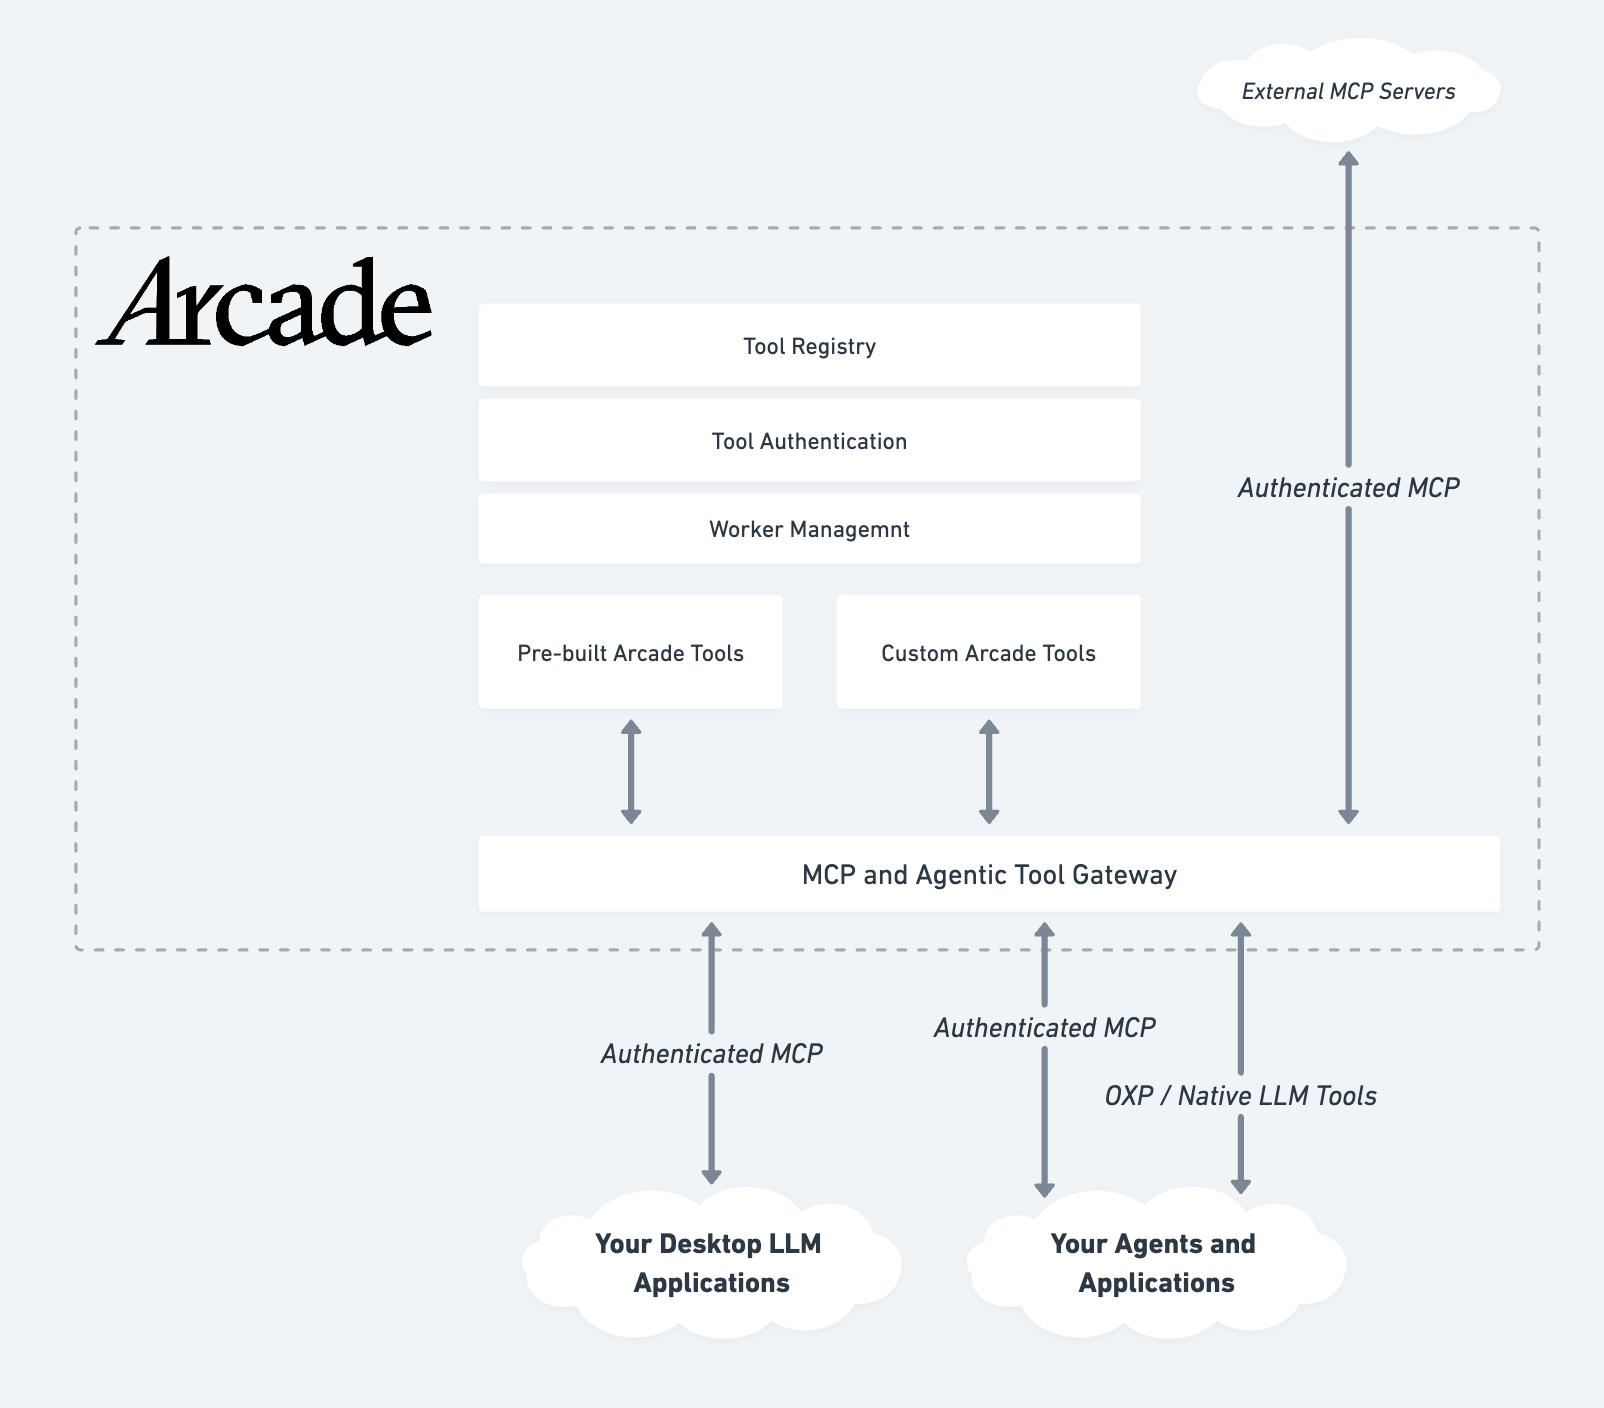 External MCP Servers
Arcade
Tool Registry
Tool Authentication
Authenticated MCP
Worker Managemnt
Pre-built Arcade Tools
Custom Arcade Tools
MCP and Agentic Tool Gateway
Authenticated MCP
Authenticated MCP
OXP / Native LLM Tools
Your Desktop LLM
Applications
Your Agents and
Applications